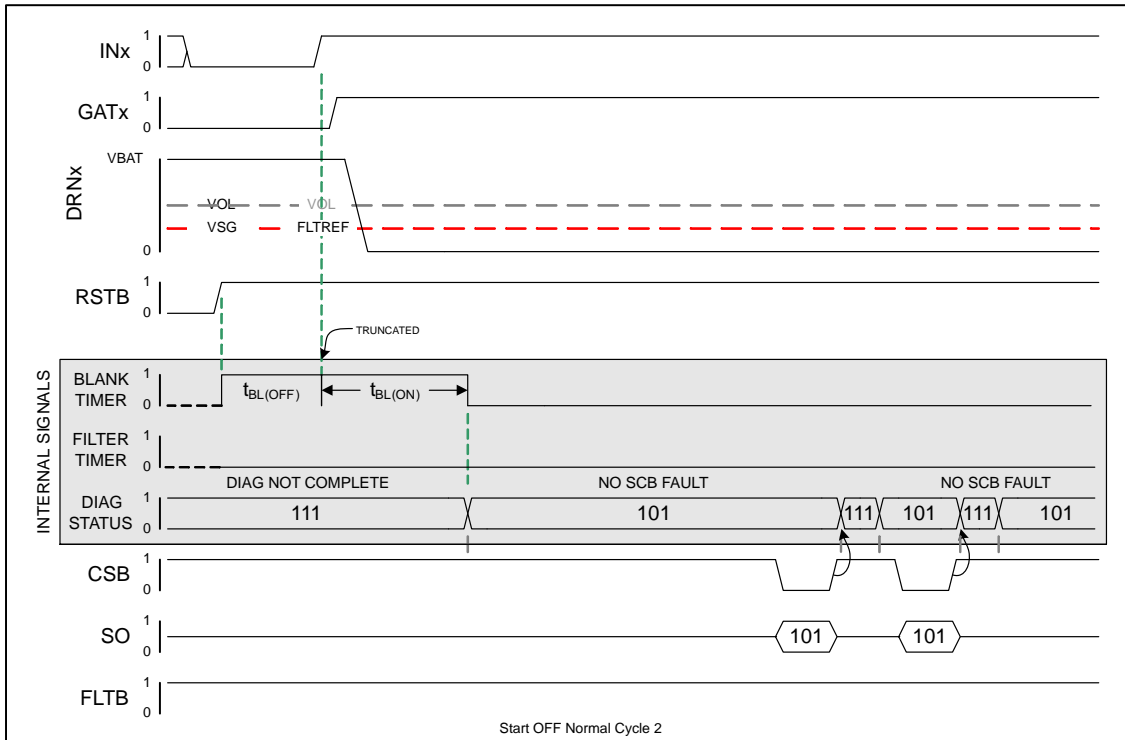 INx
1
0
GATx
1
0
DRNx
VBAT
VOL VOL
VSG FLTREF
0
RSTB
1
0
TRUNCATED
INTERNAL SIGNALS
BLANK
TIMER
1
0
tBL(OFF) tBL(ON)
FILTER
TIMER
1
0
DIAG NOT COMPLETE NO SCB FAULT NO SCB FAULT
DIAG
STATUS
1
0
111 101 111 101 111 101
CSB
1
0
SO
1
0
101 101
FLTB
1
0
Start OFF Normal Cycle 2